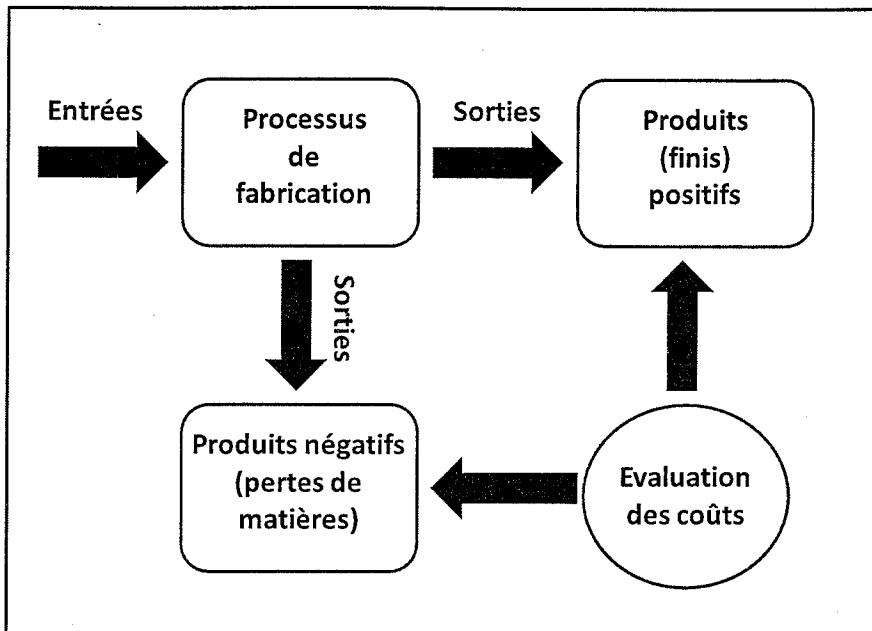 Entrées
Processus
de
fabrication
Sorties
Produits
(finis)
positifs
Sorties
Produits négatifs
(pertes de
matières)
Evaluation
des coûts